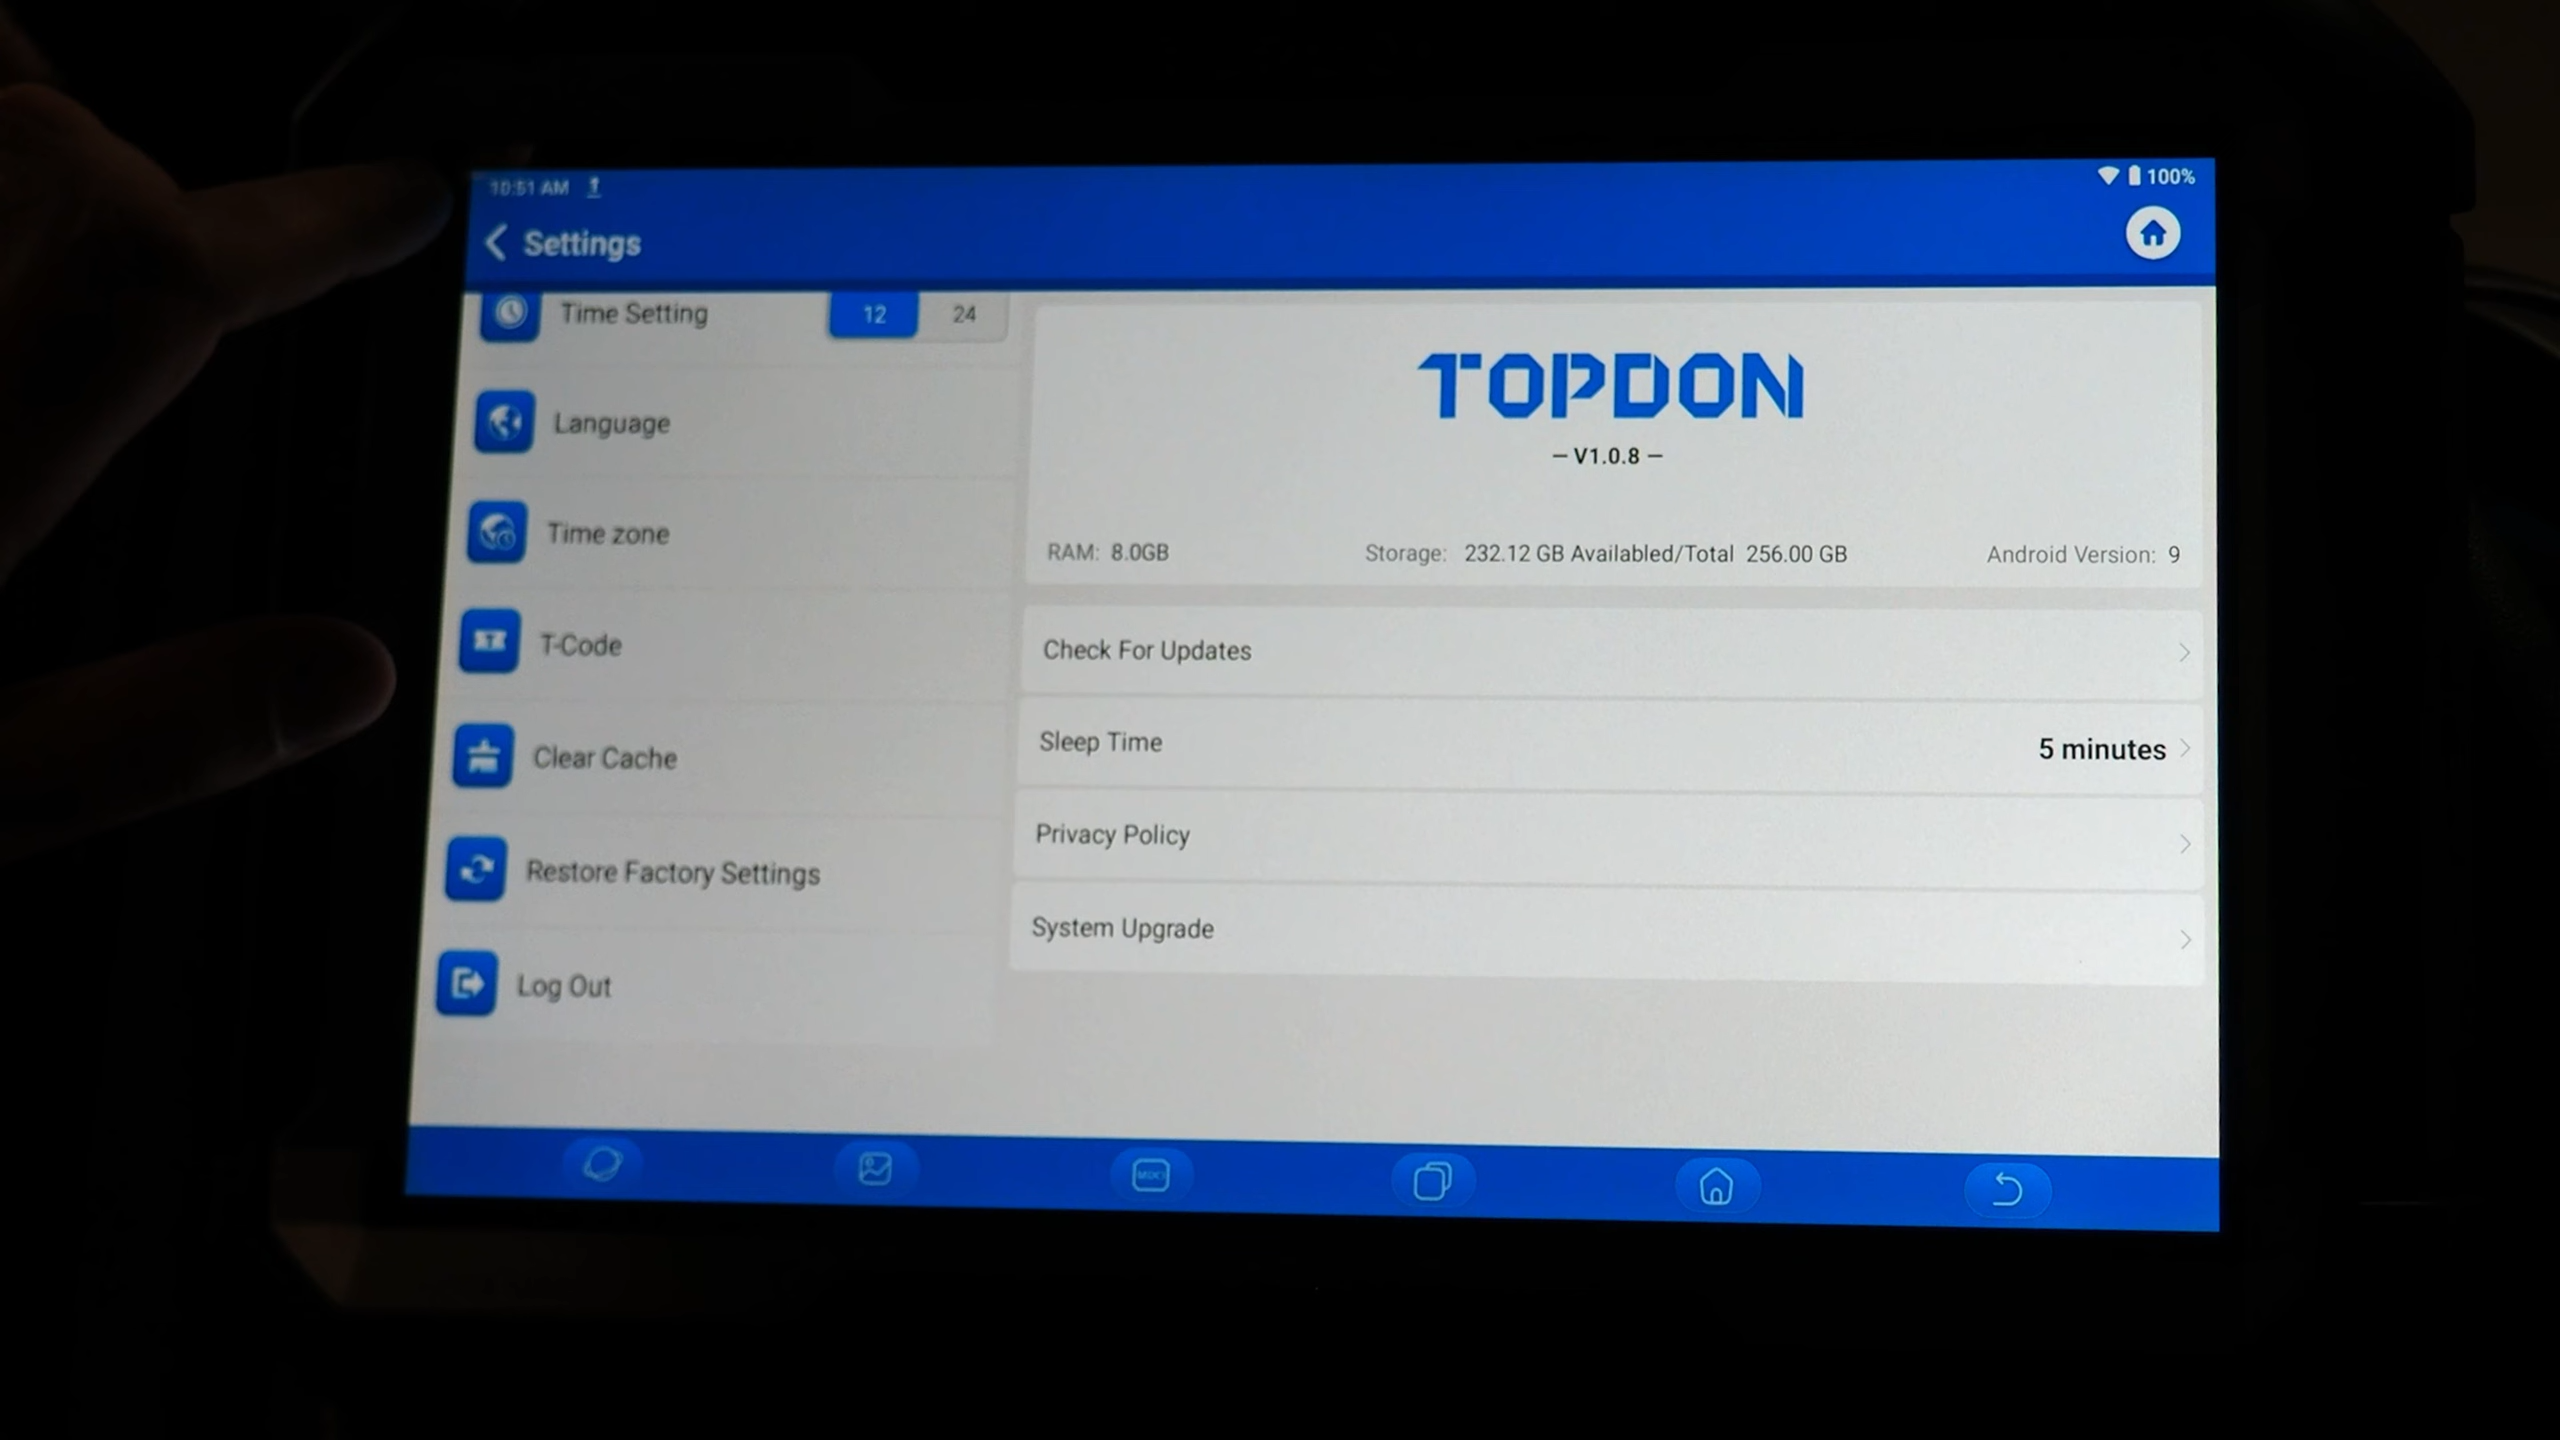 10:51 AM
100%
Settings
Time Setting
12
24
Language
Time zone
T-Code
Clear Cache
Restore Factory Settings
Log Out
TOPDON
– V1.0.8 –
RAM: 8.0GB
Storage: 232.12 GB Availabled/Total 256.00 GB
Android Version: 9
Check For Updates
Sleep Time
5 minutes
Privacy Policy
System Upgrade